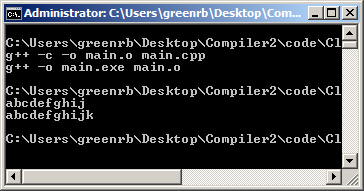 Administrator: C:\Users\greenrb\Desktop\Com...
C:\Users\greenrb\Desktop\Compiler2\code\Cl
g++ -c -o main.o main.cpp
g++ -o main.exe main.o
C:\Users\greenrb\Desktop\Compiler2\code\Cl
abcdefghij
abcdefghijk
C:\Users\greenrb\Desktop\Compiler2\code\Cl